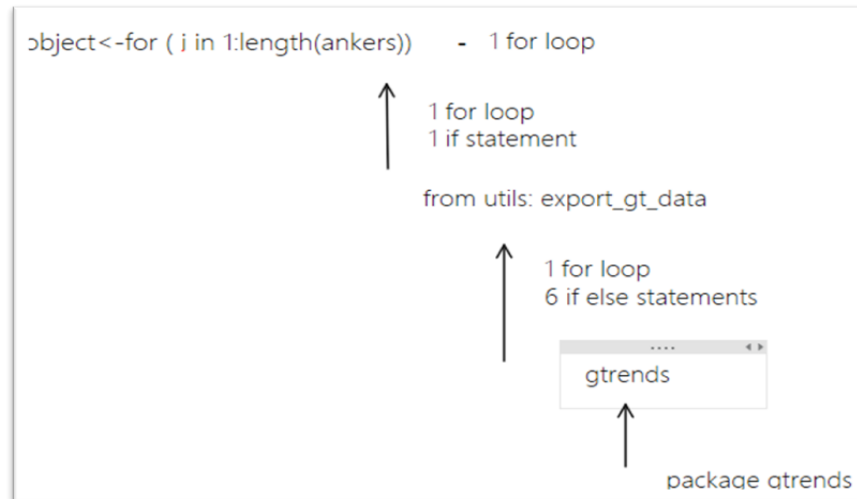 object<-for ( j in 1:length(ankers)) - 1 for loop
1 for loop
1 if statement
from utils: export_gt_data
1 for loop
6 if else statements
gtrends
package gtrends